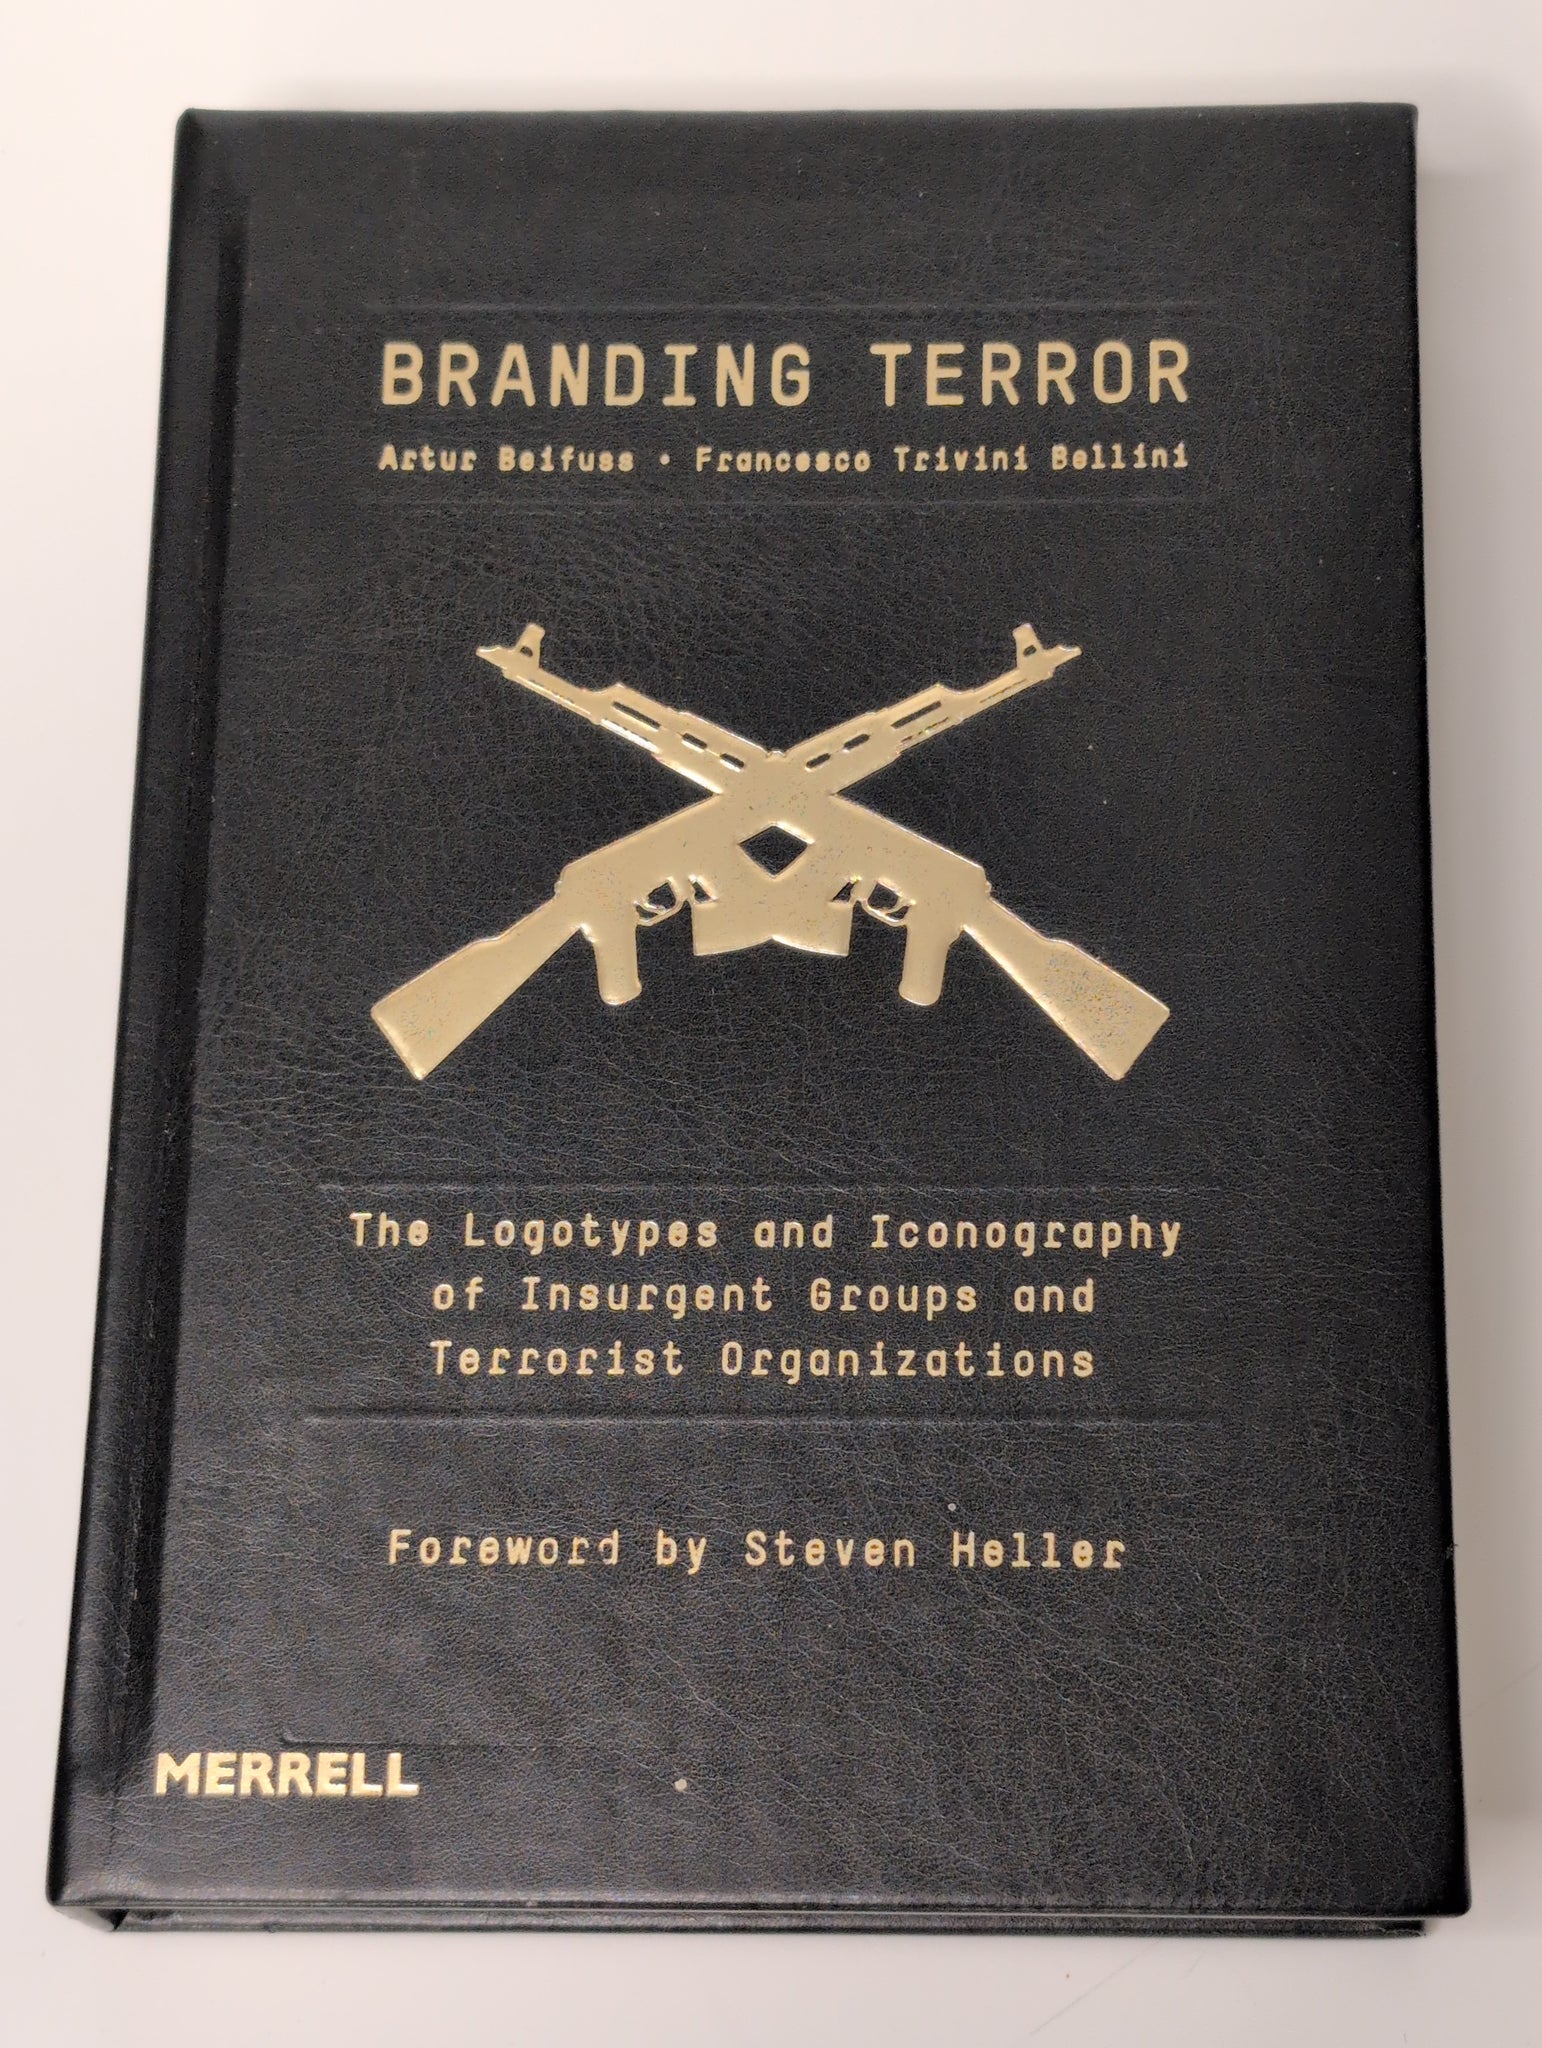 BRANDING TERROR
Artur Beifuss • Francesco Trivini Bellini
The Logotypes and Iconography
of Insurgent Groups and
Terrorist Organizations
Foreword by Steven Heller
MERRELL